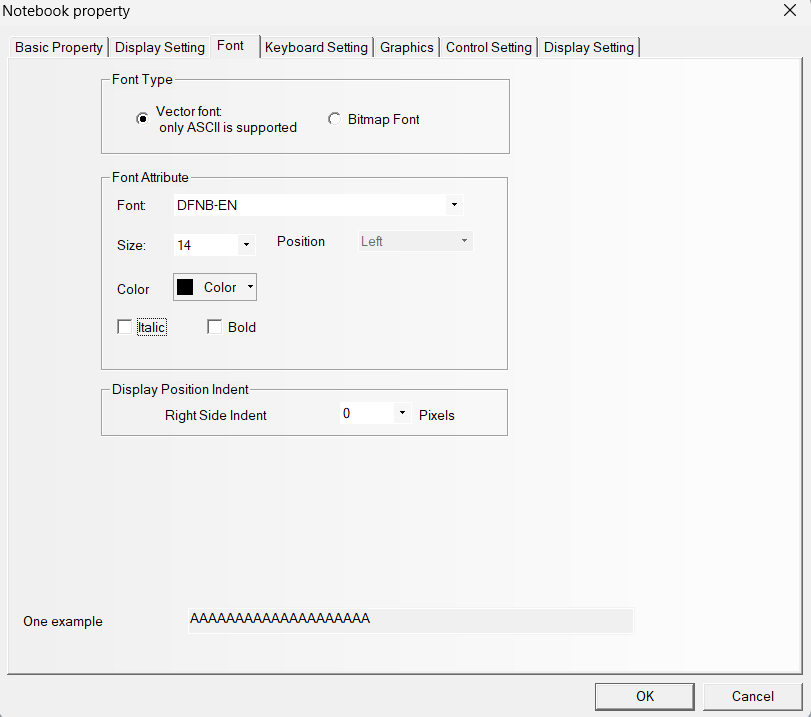 Notebook property
Basic Property
Display Setting
Font
Keyboard Setting
Graphics
Control Setting
Display Setting
Font Type
Vector font:
only ASCII is supported
Bitmap Font
Font Attribute
Font: DFNB-EN
Size: 14 Position Left
Color Color
Italic Bold
Display Position Indent
Right Side Indent 0 Pixels
One example AAAAAAAAAAAAAAAAAAAA
OK Cancel